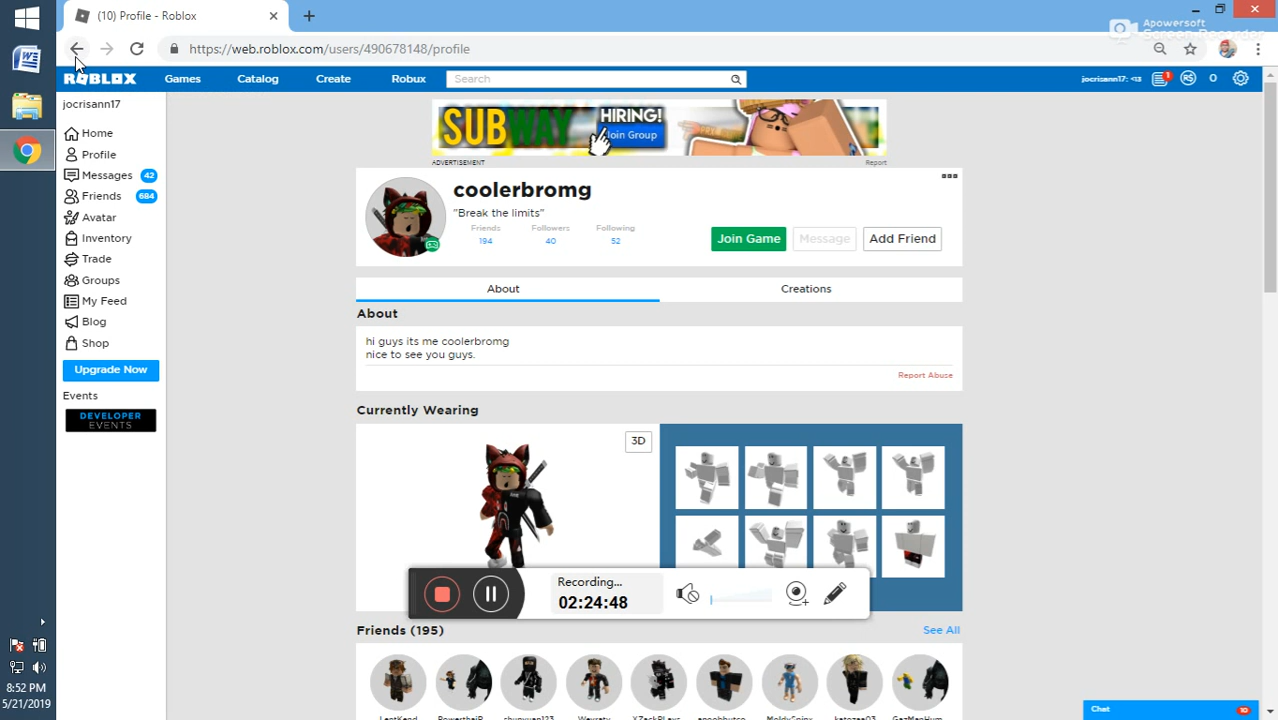 (10) Profile - Roblox
Apowersoft
Screen Recorder
https://web.roblox.com/users/490678148/profile
ROBLOX
Games
Catalog
Create
Robux
Search
jocrisann17: <13
1
R$
0
jocrisann17
Home
Profile
Messages 42
Friends 684
Avatar
Inventory
Trade
Groups
My Feed
Blog
Shop
Upgrade Now
Events
DEVELOPER
EVENTS
SUBWAY
HIRING!
Join Group
ADVERTISEMENT
Report
coolerbromg
"Break the limits"
Friends Followers Following
194 40 52
Join Game
Message
Add Friend
About
Creations
About
hi guys its me coolerbromg
nice to see you guys.
Report Abuse
Currently Wearing
3D
Recording...
02:24:48
Friends (195)
See All
8:52 PM
5/21/2019
Chat
10